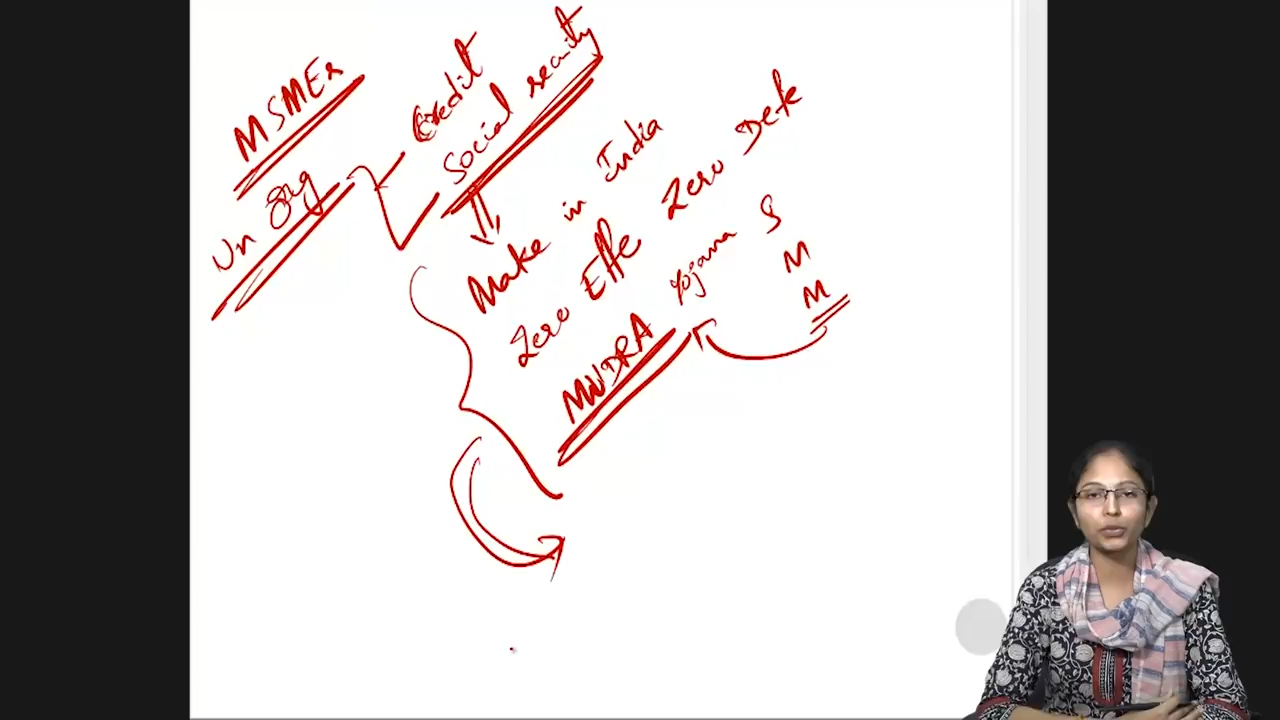 MSMEs
Un org
Credit
Social security
Make in India
Zero Effe Zero Defe
MUDRA Yojana
S
M
M